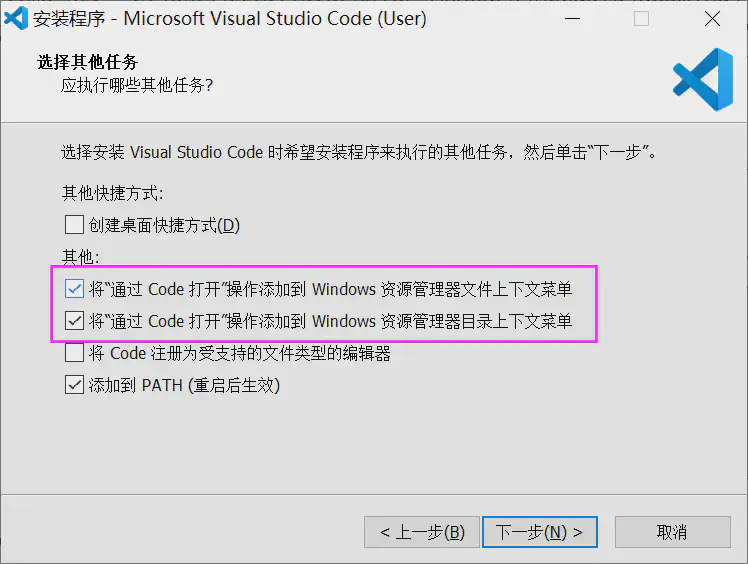 安装程序 - Microsoft Visual Studio Code (User)
选择其他任务
应执行哪些其他任务?
选择安装 Visual Studio Code 时希望安装程序来执行的其他任务，然后单击“下一步”。
其他快捷方式:
创建桌面快捷方式(D)
其他:
将“通过 Code 打开”操作添加到 Windows 资源管理器文件上下文菜单
将“通过 Code 打开”操作添加到 Windows 资源管理器目录上下文菜单
将 Code 注册为受支持的文件类型的编辑器
添加到 PATH (重启后生效)
< 上一步(B)
下一步(N) >
取消